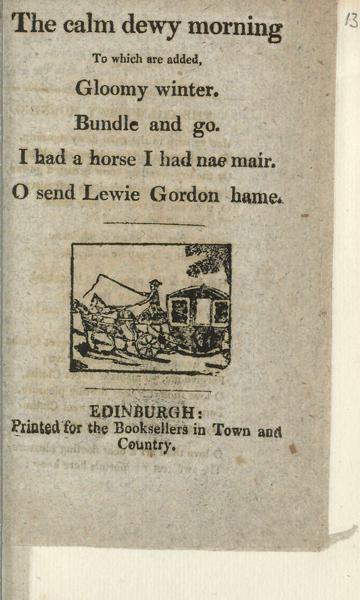 13
The calm dewy morning
To which are added,
Gloomy winter.
Bundle and go.
I had a horse I had nae mair.
O send Lewie Gordon hame.
EDINBURGH:
Printed for the Booksellers in Town and
Country.